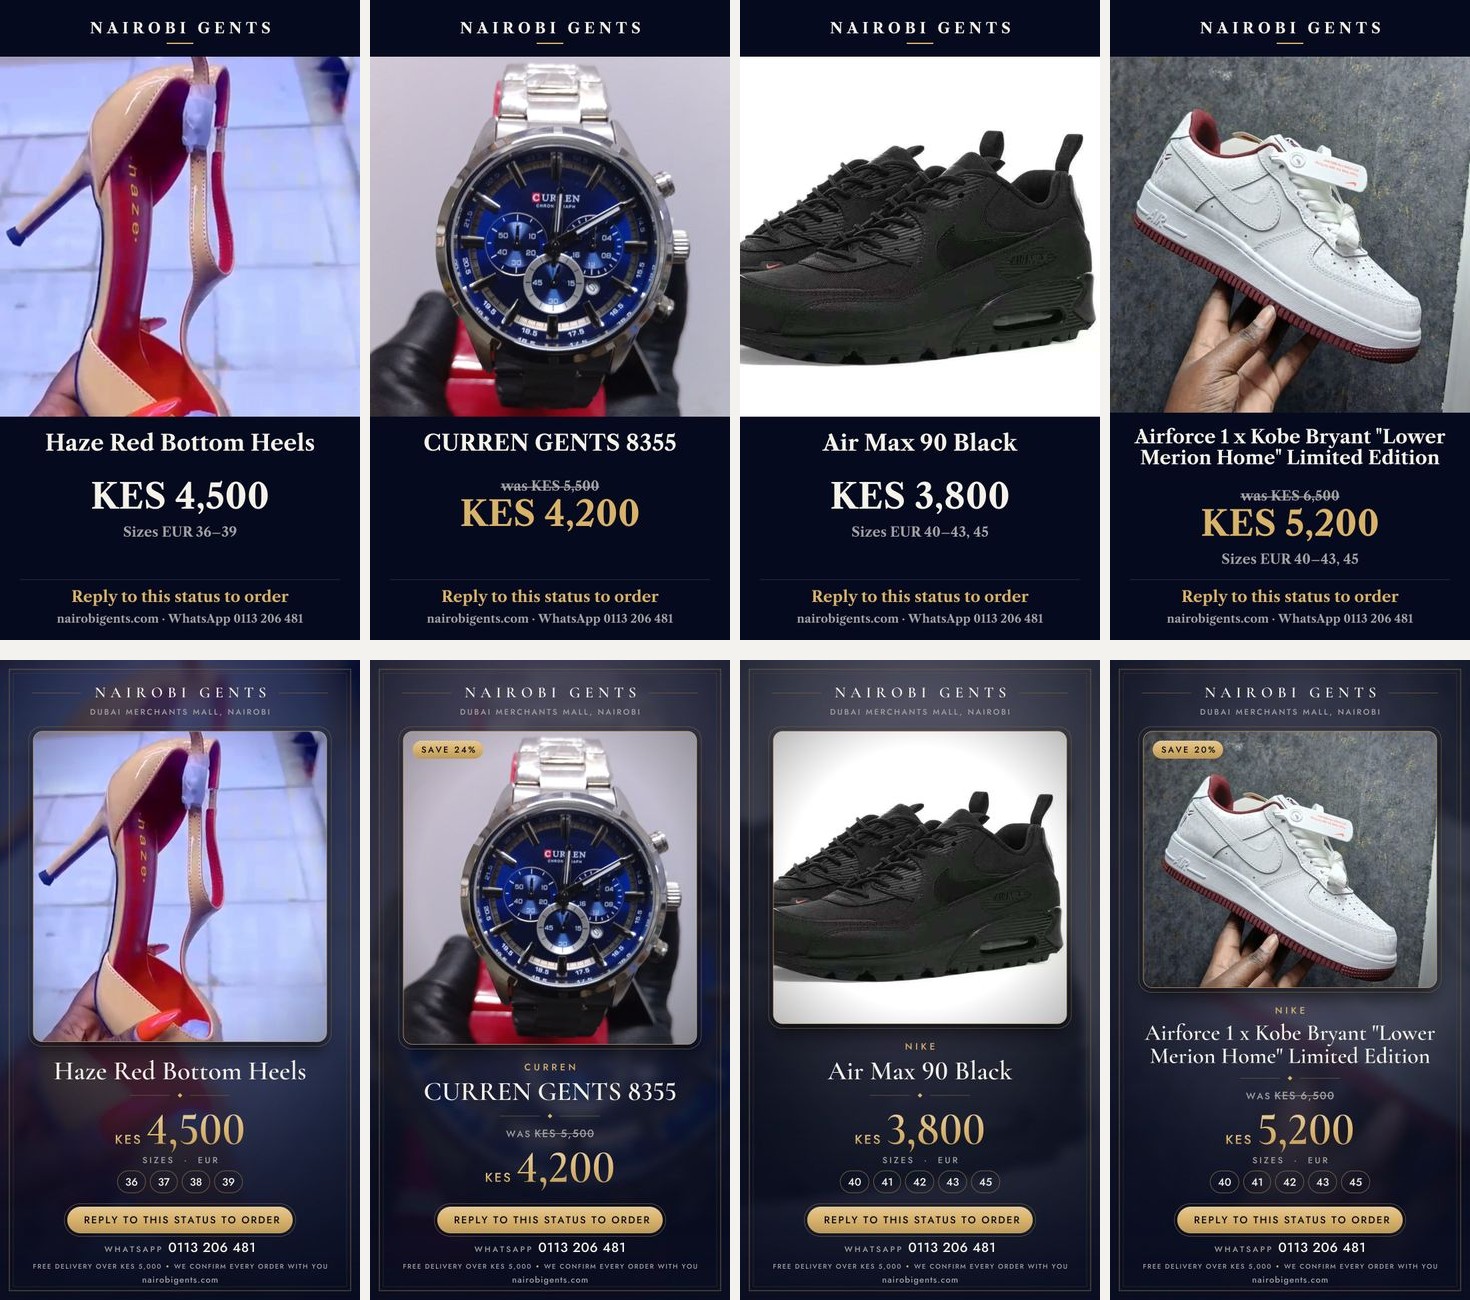 NAIROBI GENTS
haze.
Haze Red Bottom Heels
KES 4,500
Sizes EUR 36–39
Reply to this status to order
nairobigents.com · WhatsApp 0113 206 481
NAIROBI GENTS
CURREN
CURREN GENTS 8355
was KES 5,500
KES 4,200
Reply to this status to order
nairobigents.com · WhatsApp 0113 206 481
NAIROBI GENTS
Air Max 90 Black
KES 3,800
Sizes EUR 40–43, 45
Reply to this status to order
nairobigents.com · WhatsApp 0113 206 481
NAIROBI GENTS
AIR
Airforce 1 x Kobe Bryant "Lower
Merion Home" Limited Edition
was KES 6,500
KES 5,200
Sizes EUR 40–43, 45
Reply to this status to order
nairobigents.com · WhatsApp 0113 206 481
NAIROBI GENTS
DUBAI MERCHANTS MALL, NAIROBI
haze.
Haze Red Bottom Heels
KES 4,500
SIZES · EUR
36 37 38 39
REPLY TO THIS STATUS TO ORDER
WHATSAPP 0113 206 481
FREE DELIVERY OVER KES 5,000 • WE CONFIRM EVERY ORDER WITH YOU
nairobigents.com
NAIROBI GENTS
DUBAI MERCHANTS MALL, NAIROBI
SAVE 24%
CURREN
CURREN
CURREN GENTS 8355
WAS KES 5,500
KES 4,200
REPLY TO THIS STATUS TO ORDER
WHATSAPP 0113 206 481
FREE DELIVERY OVER KES 5,000 • WE CONFIRM EVERY ORDER WITH YOU
nairobigents.com
NAIROBI GENTS
DUBAI MERCHANTS MALL, NAIROBI
NIKE
Air Max 90 Black
KES 3,800
SIZES · EUR
40 41 42 43 45
REPLY TO THIS STATUS TO ORDER
WHATSAPP 0113 206 481
FREE DELIVERY OVER KES 5,000 • WE CONFIRM EVERY ORDER WITH YOU
nairobigents.com
NAIROBI GENTS
DUBAI MERCHANTS MALL, NAIROBI
SAVE 20%
AIR
NIKE
Airforce 1 x Kobe Bryant "Lower
Merion Home" Limited Edition
WAS KES 6,500
KES 5,200
SIZES · EUR
40 41 42 43 45
REPLY TO THIS STATUS TO ORDER
WHATSAPP 0113 206 481
FREE DELIVERY OVER KES 5,000 • WE CONFIRM EVERY ORDER WITH YOU
nairobigents.com